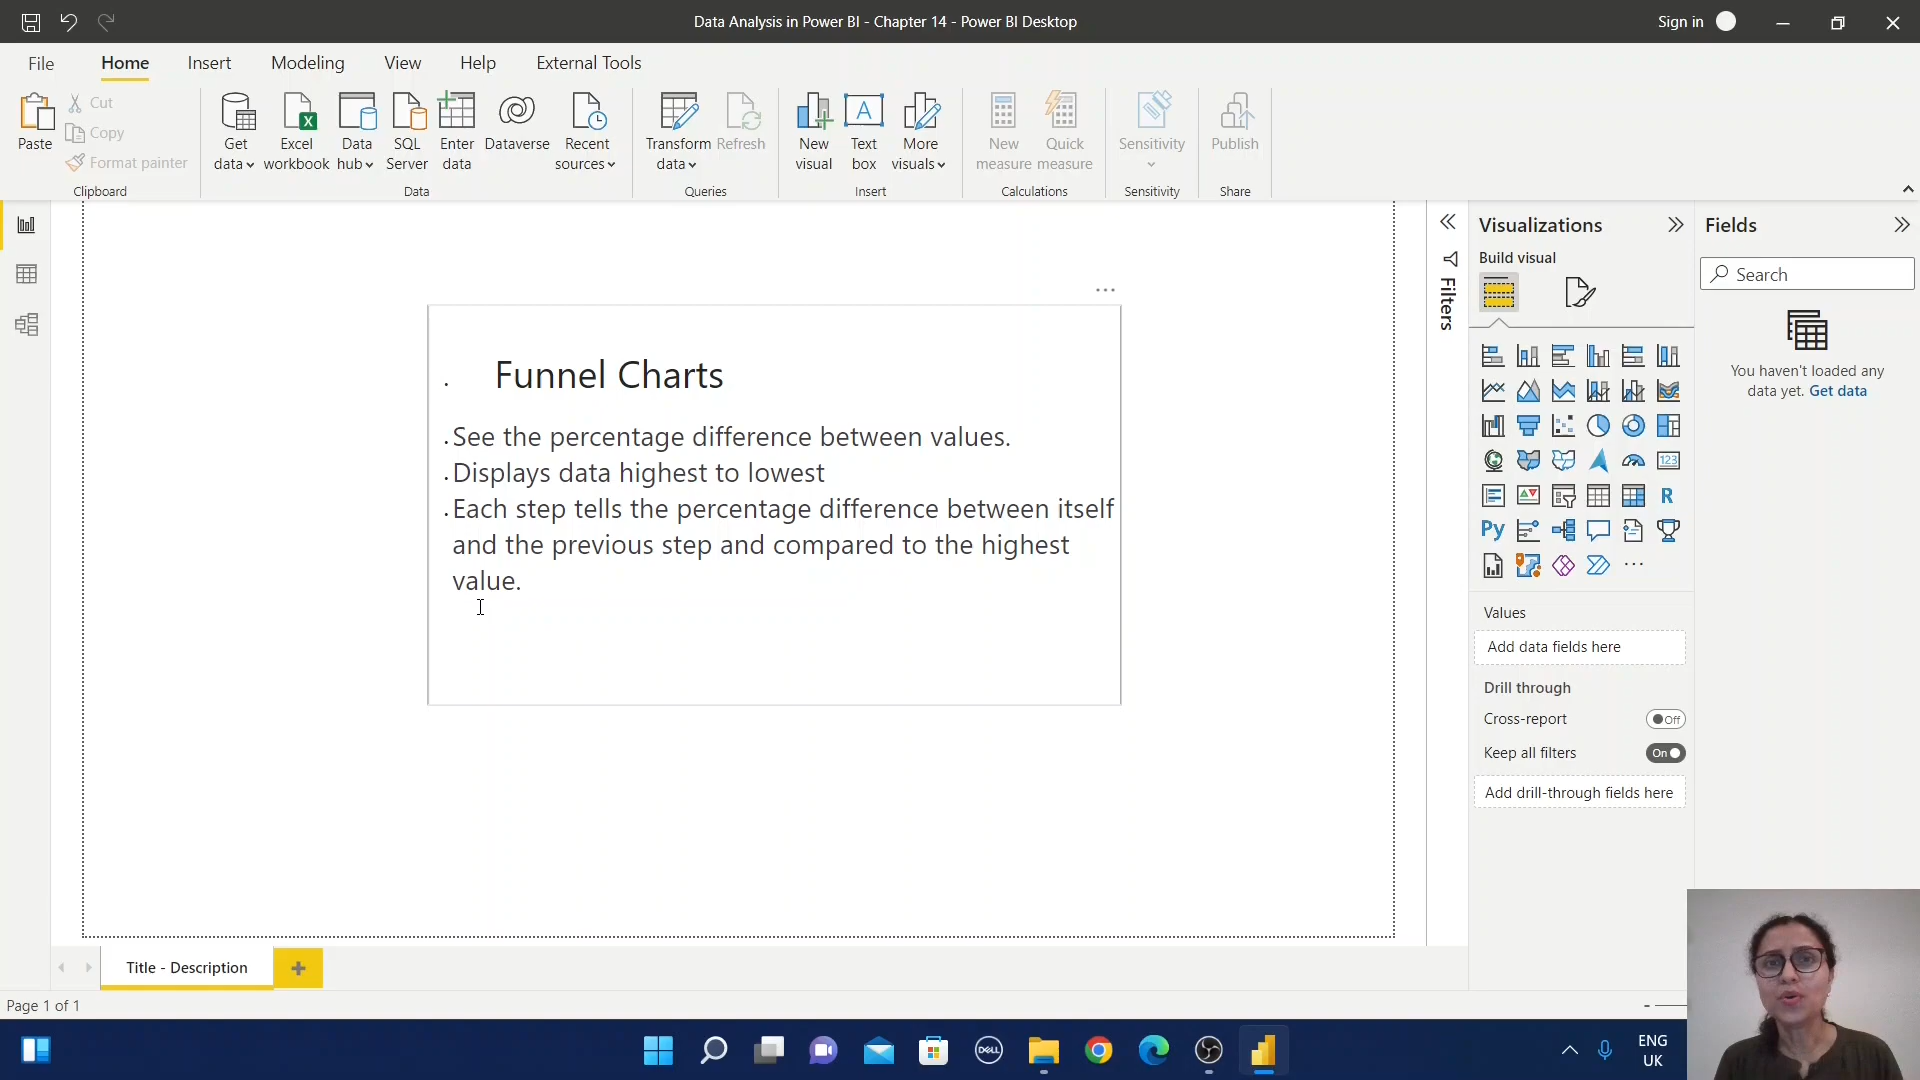 Data Analysis in Power BI - Chapter 14 - Power BI Desktop
Sign in
File Home Insert Modeling View Help External Tools
Paste
Cut
Copy
Format painter
Clipboard
Get data
Excel workbook
Data hub
SQL Server
Enter data
Dataverse
Recent sources
Data
Transform data
Refresh
Queries
New visual
Text box
More visuals
Insert
New measure
Quick measure
Calculations
Sensitivity
Sensitivity
Publish
Share
Funnel Charts
See the percentage difference between values.
Displays data highest to lowest
Each step tells the percentage difference between itself
and the previous step and compared to the highest
value.
Filters
Visualizations
Build visual
123
R
Py
Values
Add data fields here
Drill through
Cross-report
Off
Keep all filters
On
Add drill-through fields here
Fields
Search
You haven't loaded any
data yet. Get data
Title - Description
Page 1 of 1
DELL
ENG
UK